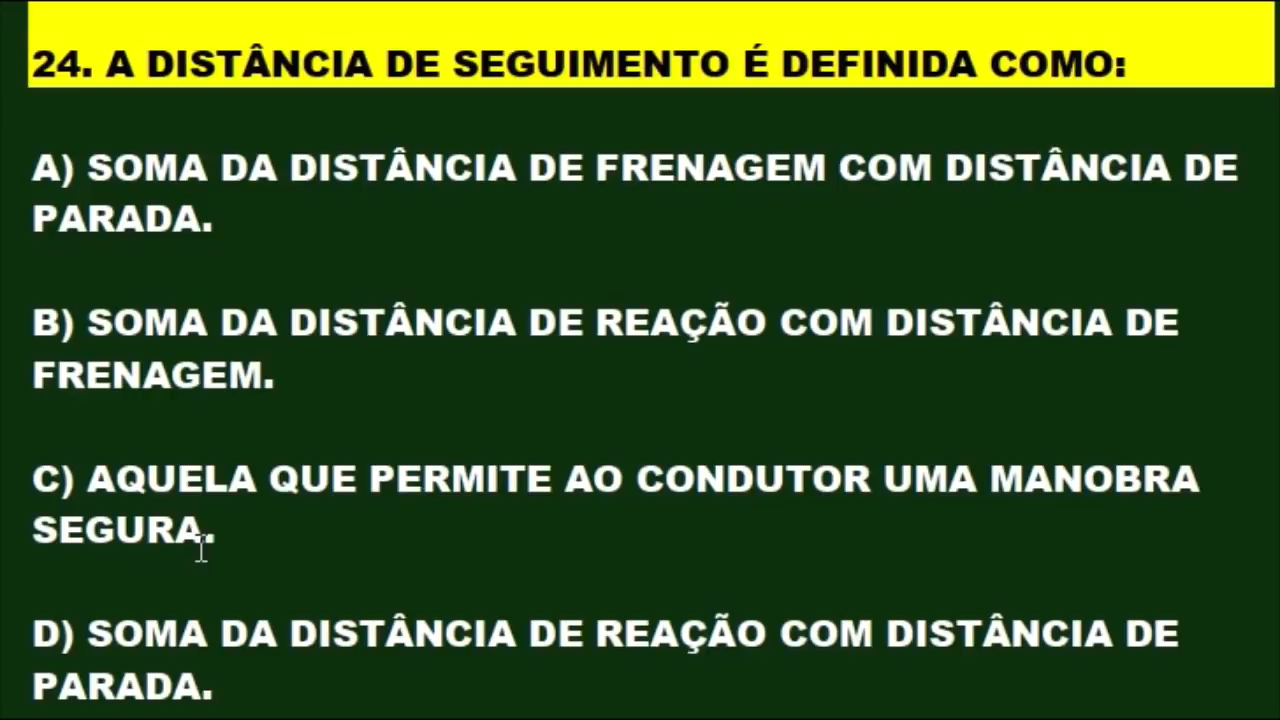 24. A DISTÂNCIA DE SEGUIMENTO É DEFINIDA COMO:
A) SOMA DA DISTÂNCIA DE FRENAGEM COM DISTÂNCIA DE
PARADA.
B) SOMA DA DISTÂNCIA DE REAÇÃO COM DISTÂNCIA DE
FRENAGEM.
C) AQUELA QUE PERMITE AO CONDUTOR UMA MANOBRA
SEGURA.
D) SOMA DA DISTÂNCIA DE REAÇÃO COM DISTÂNCIA DE
PARADA.